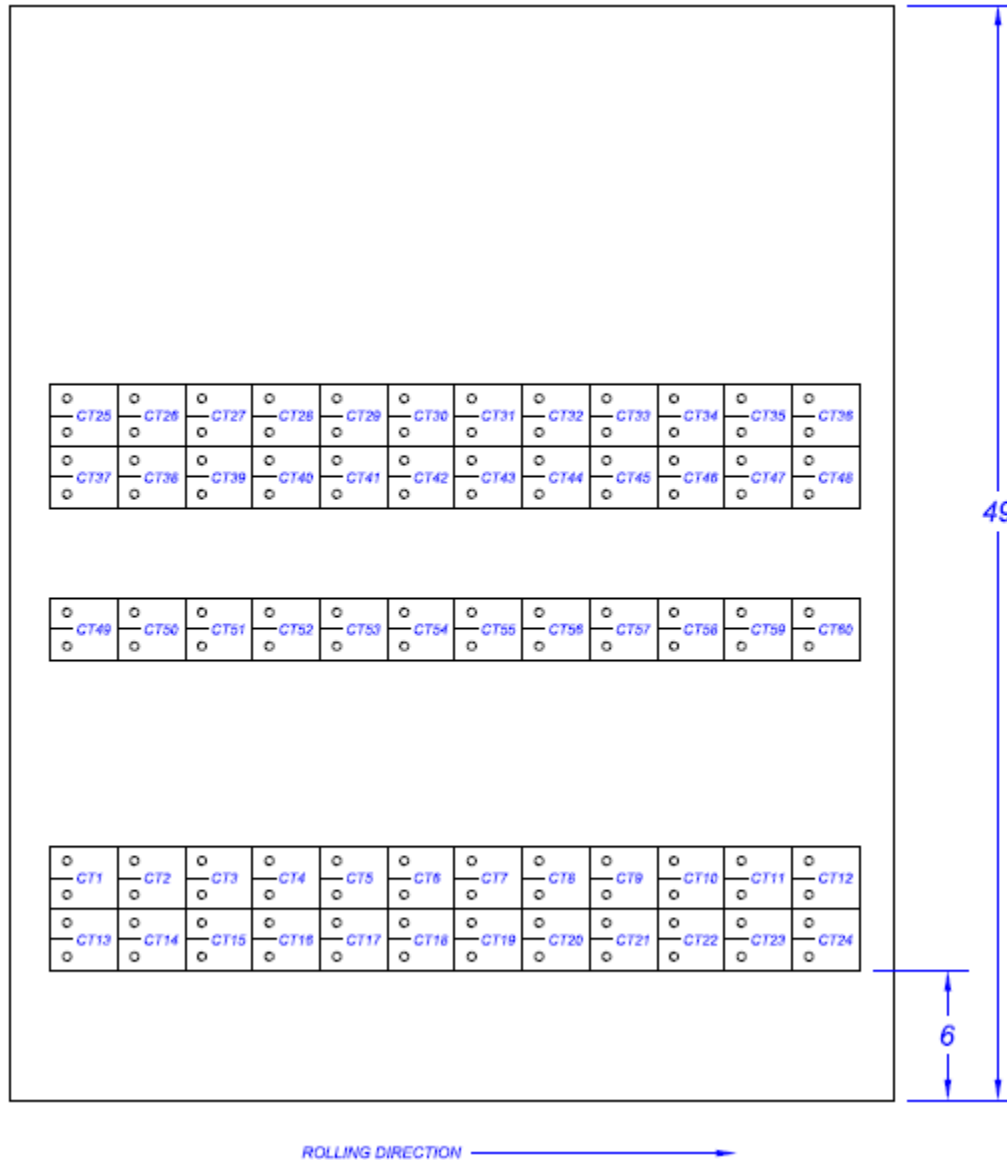 CT25 CT26 CT27 CT28 CT29 CT30 CT31 CT32 CT33 CT34 CT35 CT36
CT37 CT38 CT39 CT40 CT41 CT42 CT43 CT44 CT45 CT46 CT47 CT48
49
CT49 CT50 CT51 CT52 CT53 CT54 CT55 CT56 CT57 CT58 CT59 CT60
CT1 CT2 CT3 CT4 CT5 CT6 CT7 CT8 CT9 CT10 CT11 CT12
CT13 CT14 CT15 CT16 CT17 CT18 CT19 CT20 CT21 CT22 CT23 CT24
6
ROLLING DIRECTION